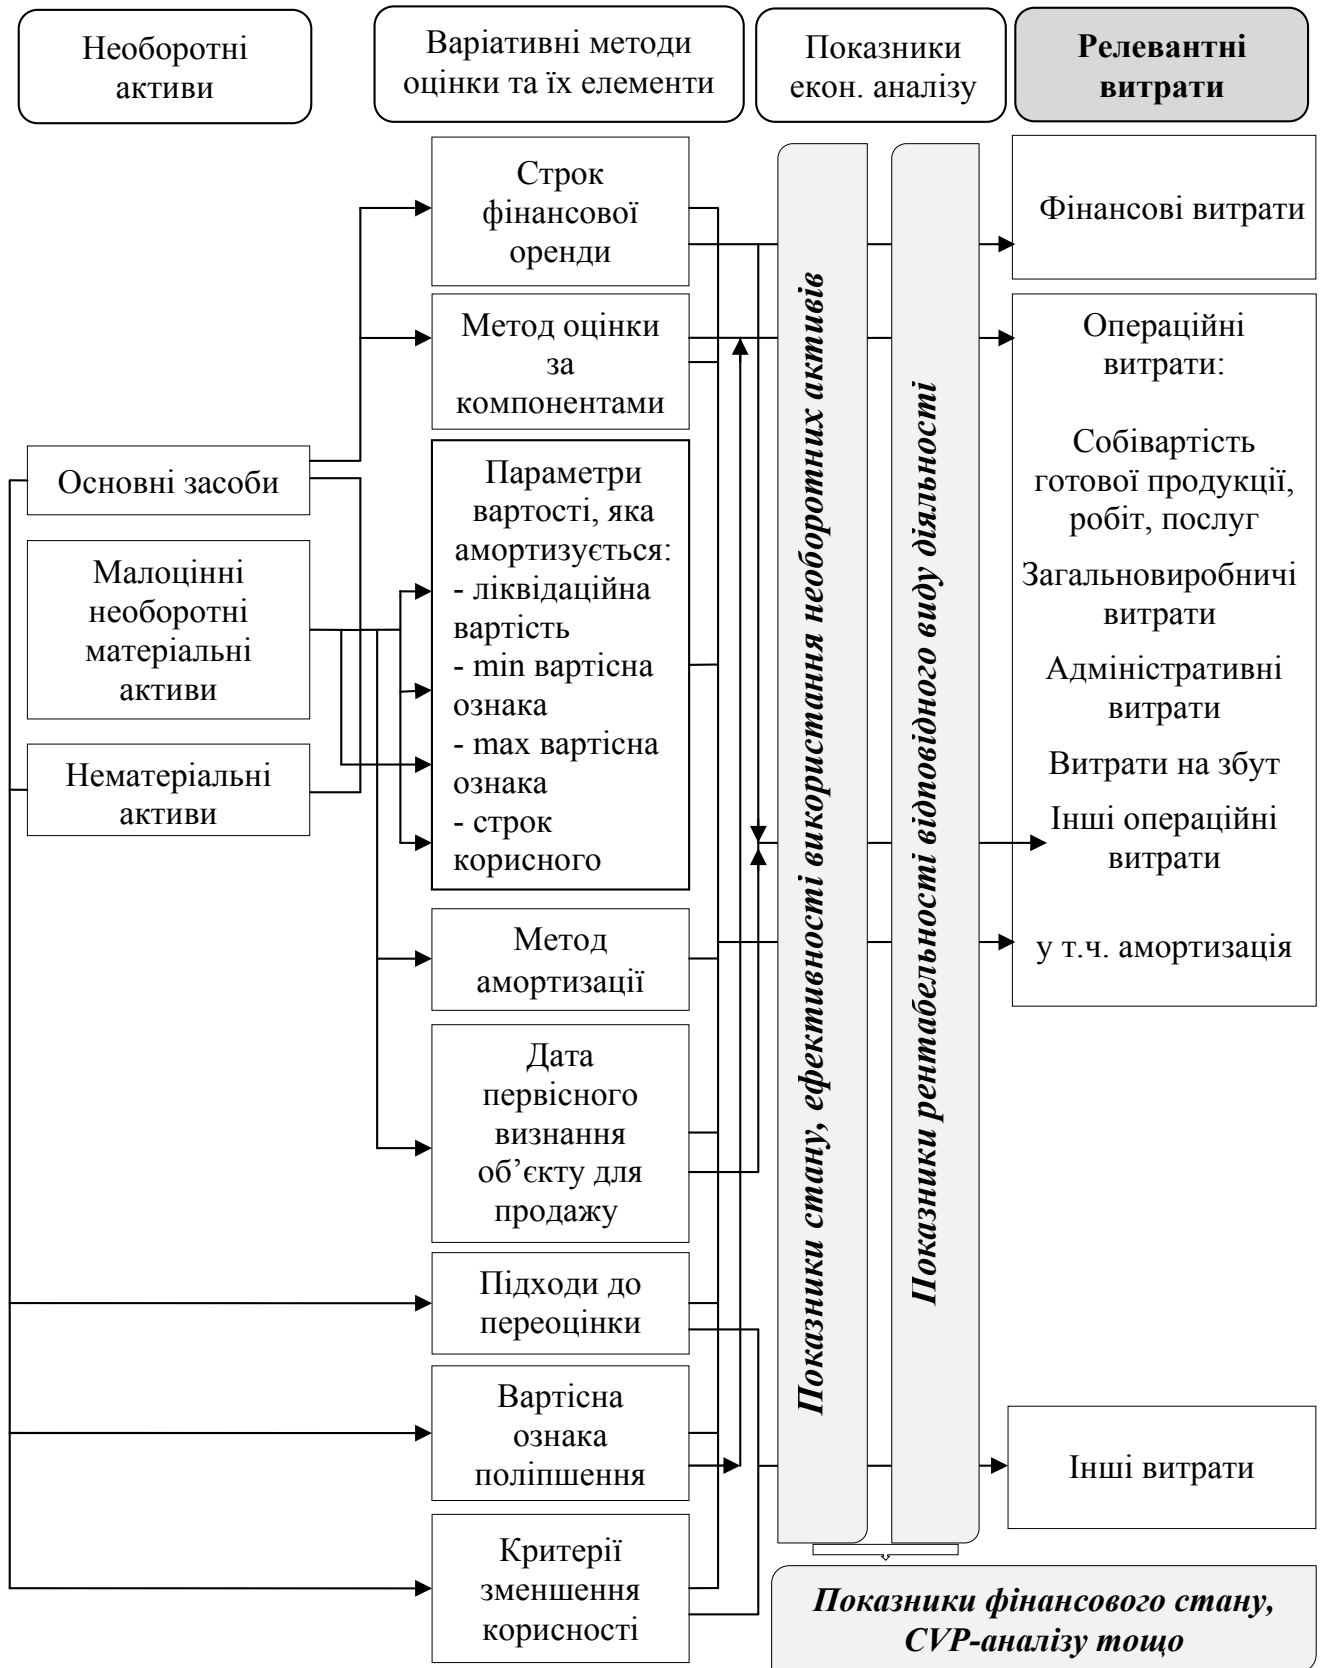 Необоротні
активи
Варіативні методи
оцінки та їх елементи
Показники
екон. аналізу
Релевантні
витрати
Основні засоби
Малоцінні
необоротні
матеріальні
активи
Нематеріальні
активи
Строк
фінансової
оренди
Метод оцінки
за
компонентами
Параметри
вартості, яка
амортизується:
- ліквідаційна
вартість
- min вартісна
ознака
- max вартісна
ознака
- строк
корисного
Метод
амортизації
Дата
первісного
визнання
об’єкту для
продажу
Підходи до
переоцінки
Вартісна
ознака
поліпшення
Критерії
зменшення
корисності
Показники стану, ефективності використання необоротних активів
Показники рентабельності відповідного виду діяльності
Фінансові витрати
Операційні
витрати:
Собівартість
готової продукції,
робіт, послуг
Загальновиробничі
витрати
Адміністративні
витрати
Витрати на збут
Інші операційні
витрати
у т.ч. амортизація
Інші витрати
Показники фінансового стану,
CVP-аналізу тощо